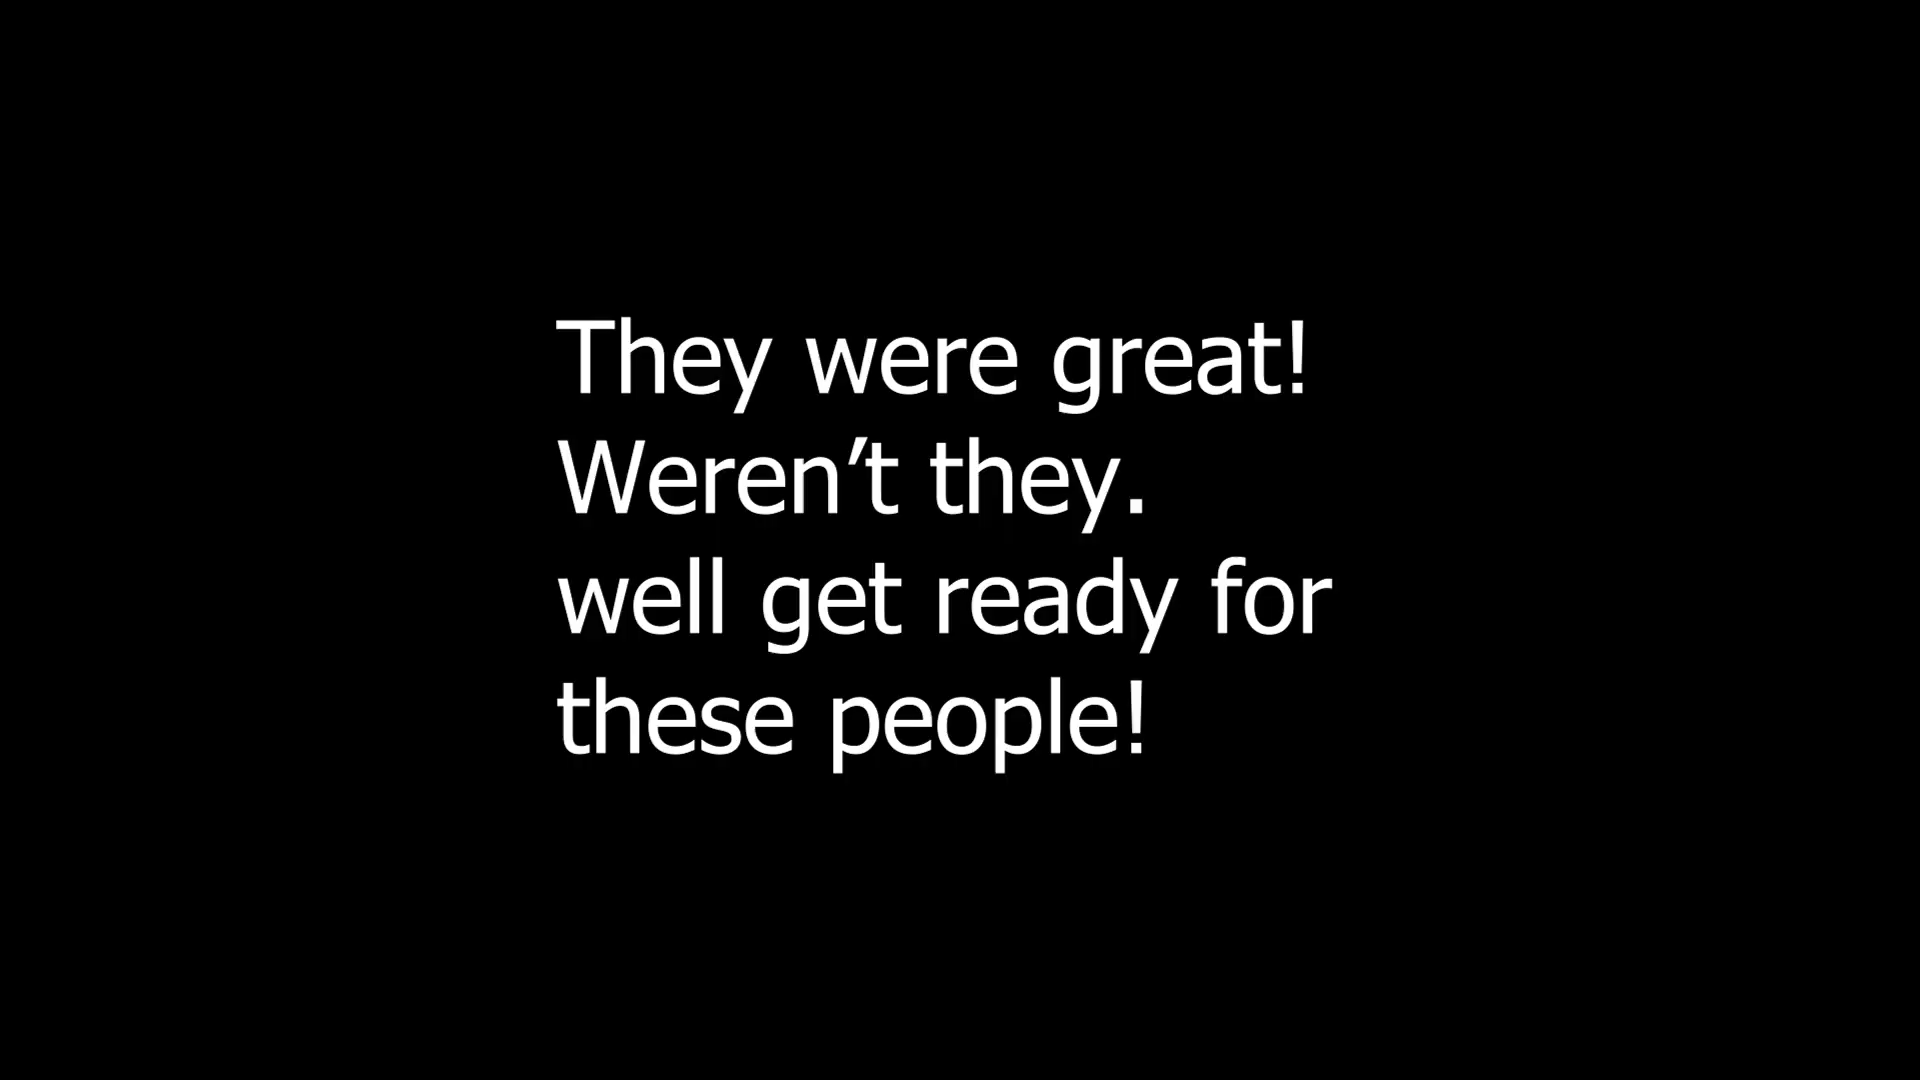 They were great!
Weren’t they.
well get ready for
these people!